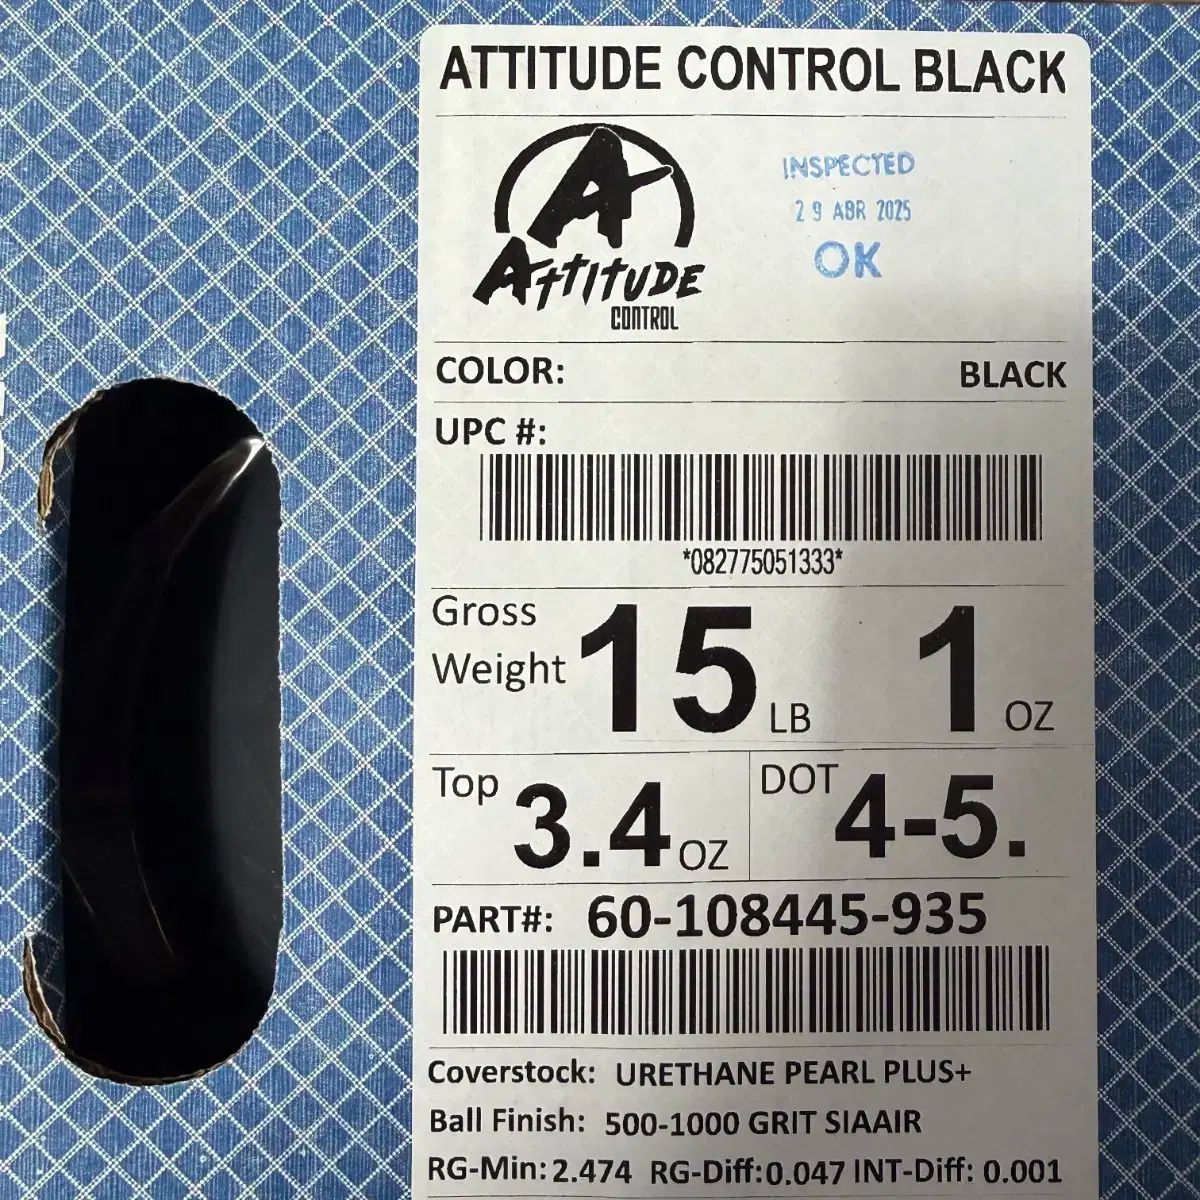 ATTITUDE CONTROL BLACK
A
ATTITUDE
CONTROL
INSPECTED
29 ABR 2025
OK
COLOR: BLACK
UPC #:
*082775051333*
Gross Weight 15 LB 1 OZ
Top 3.4 OZ DOT 4-5.
PART#: 60-108445-935
Coverstock: URETHANE PEARL PLUS+
Ball Finish: 500-1000 GRIT SIAAIR
RG-Min: 2.474 RG-Diff: 0.047 INT-Diff: 0.001